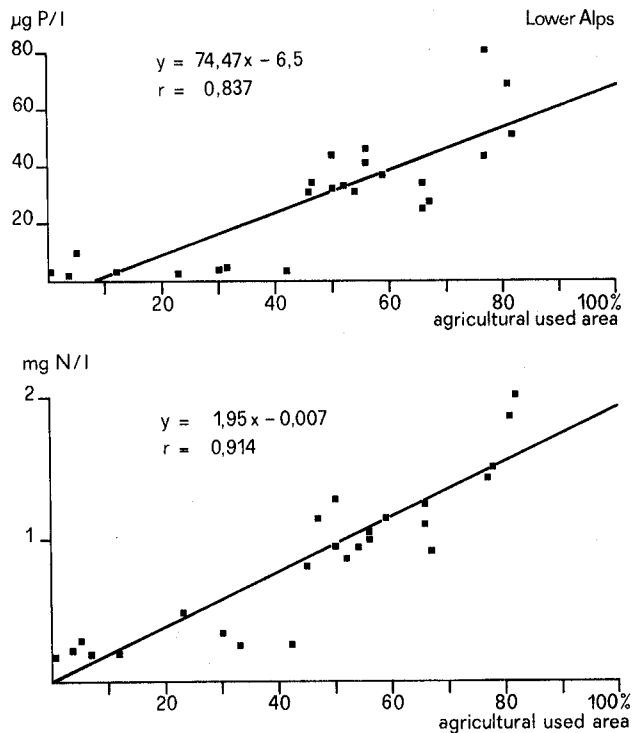 µg P/l
Lower Alps
80
y = 74,47x - 6,5
r = 0,837
60
40
20
20 40 60 80 100%
agricultural used area
mg N/l
2
y = 1,95x - 0,007
r = 0,914
1
20 40 60 80 100%
agricultural used area